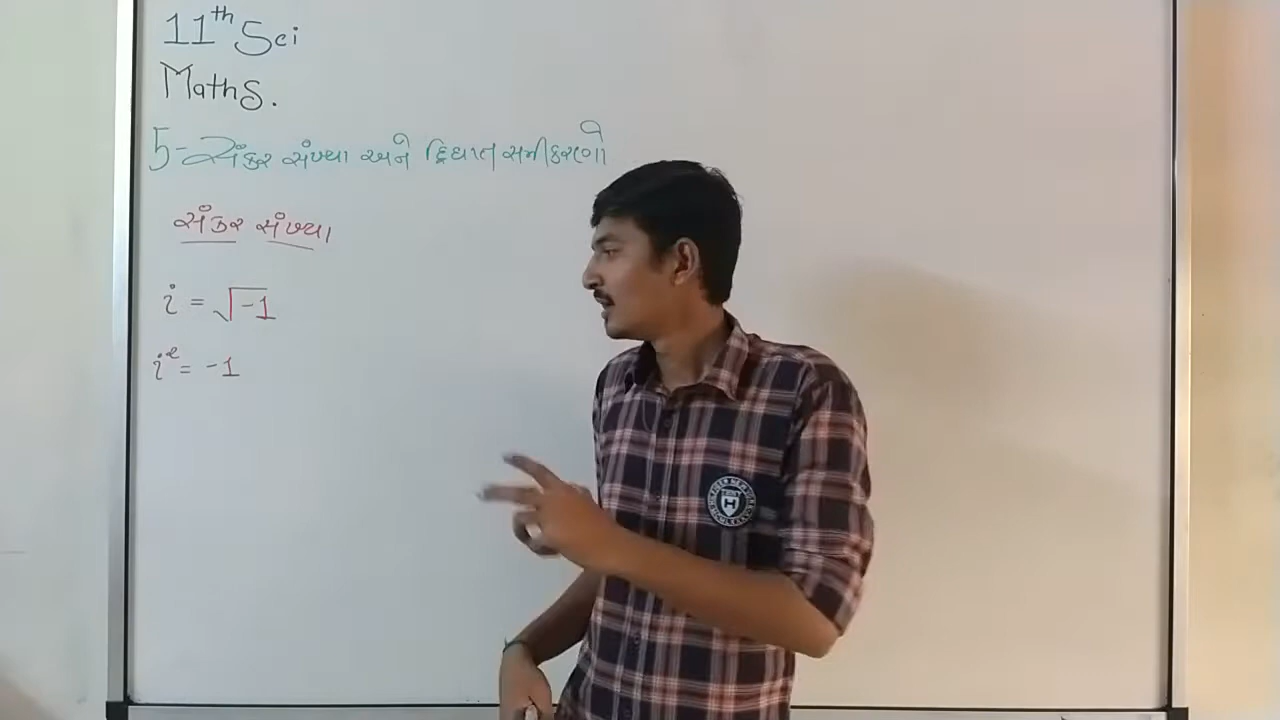 11th Sci
Maths.
5-સંકર સંખ્યા અને દ્વિઘાત સમીકરણો
સંકર સંખ્યા
i = √-1
i² = -1
H